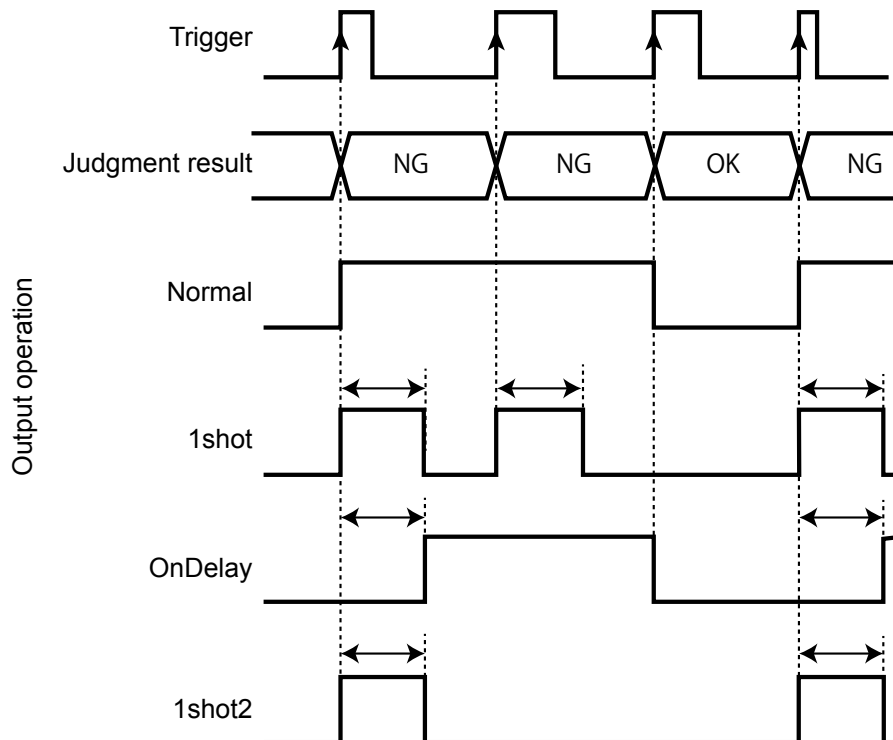 Trigger
Judgment result
NG NG OK NG
Output operation
Normal
1shot
OnDelay
1shot2